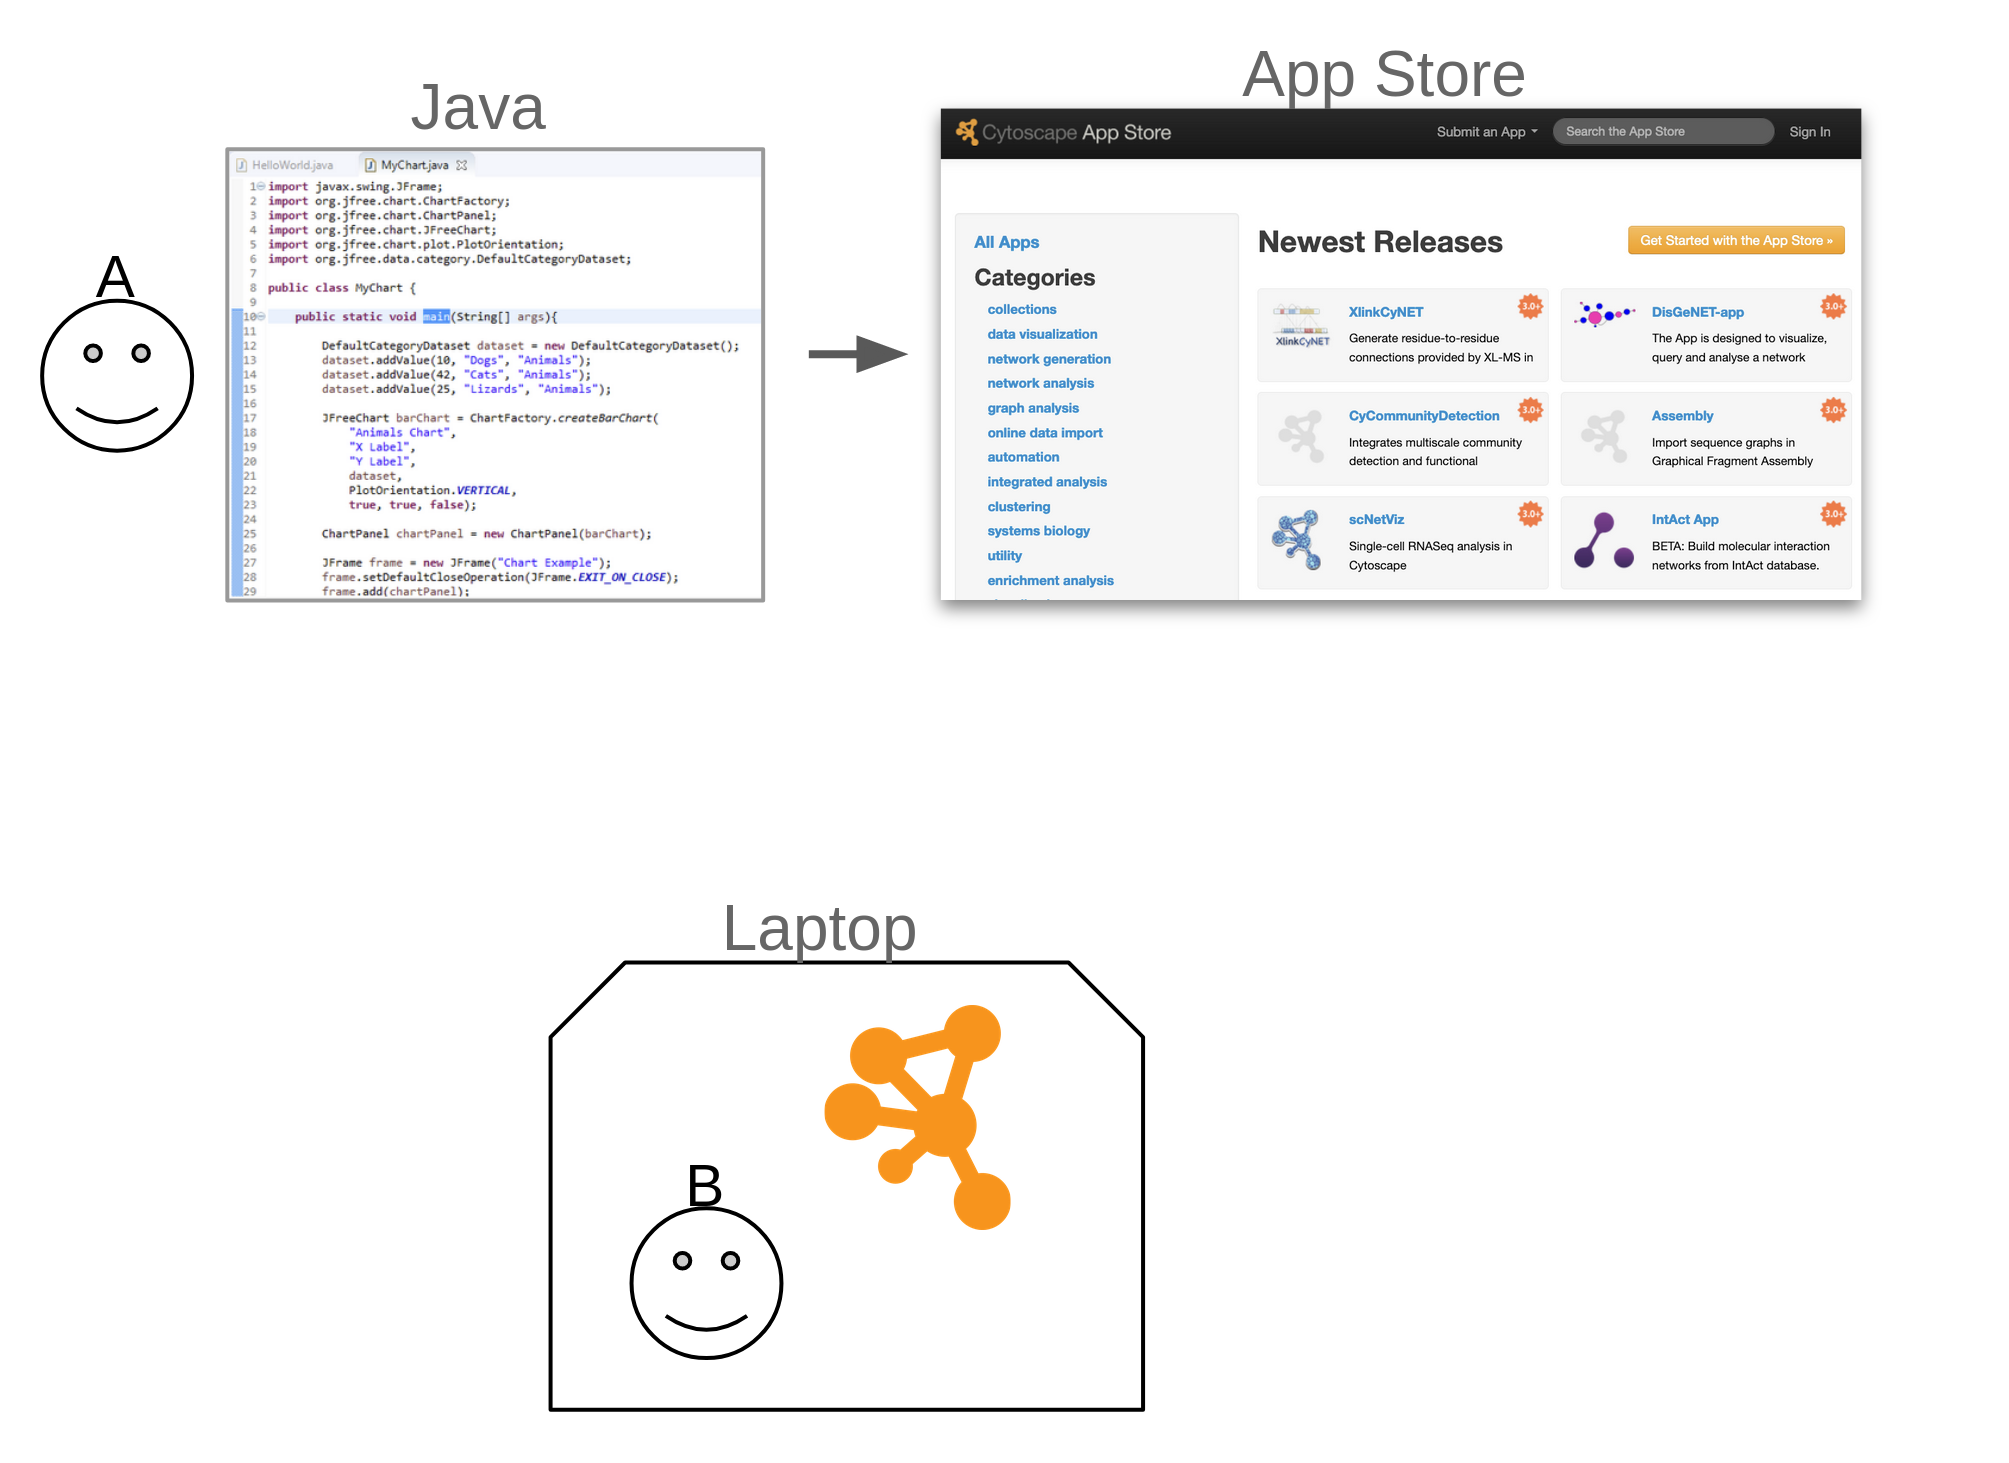 Java
App Store
A
HelloWorld.java
MyChart.java
1 import javax.swing.JFrame;
2 import org.jfree.chart.ChartFactory;
3 import org.jfree.chart.ChartPanel;
4 import org.jfree.chart.JFreeChart;
5 import org.jfree.chart.plot.PlotOrientation;
6 import org.jfree.data.category.DefaultCategoryDataset;
7
8 public class MyChart {
9
10 public static void main(String[] args){
11
12 DefaultCategoryDataset dataset = new DefaultCategoryDataset();
13 dataset.addValue(10, "Dogs", "Animals");
14 dataset.addValue(42, "Cats", "Animals");
15 dataset.addValue(25, "Lizards", "Animals");
16
17 JFreeChart barChart = ChartFactory.createBarChart(
18 "Animals Chart",
19 "X Label",
20 "Y Label",
21 dataset,
22 PlotOrientation.VERTICAL,
23 true, true, false);
24
25 ChartPanel chartPanel = new ChartPanel(barChart);
26
27 JFrame frame = new JFrame("Chart Example");
28 frame.setDefaultCloseOperation(JFrame.EXIT_ON_CLOSE);
29 frame.add(chartPanel);
Cytoscape App Store
Submit an App
Search the App Store
Sign In
All Apps
Categories
collections
data visualization
network generation
network analysis
graph analysis
online data import
automation
integrated analysis
clustering
systems biology
utility
enrichment analysis
Newest Releases
Get Started with the App Store »
XlinkCyNET
XlinkCyNET
3.0+
Generate residue-to-residue
connections provided by XL-MS in
DisGeNET-app
3.0+
The App is designed to visualize,
query and analyse a network
CyCommunityDetection
3.0+
Integrates multiscale community
detection and functional
Assembly
3.0+
Import sequence graphs in
Graphical Fragment Assembly
scNetViz
3.0+
Single-cell RNASeq analysis in
Cytoscape
IntAct App
3.0+
BETA: Build molecular interaction
networks from IntAct database.
Laptop
B